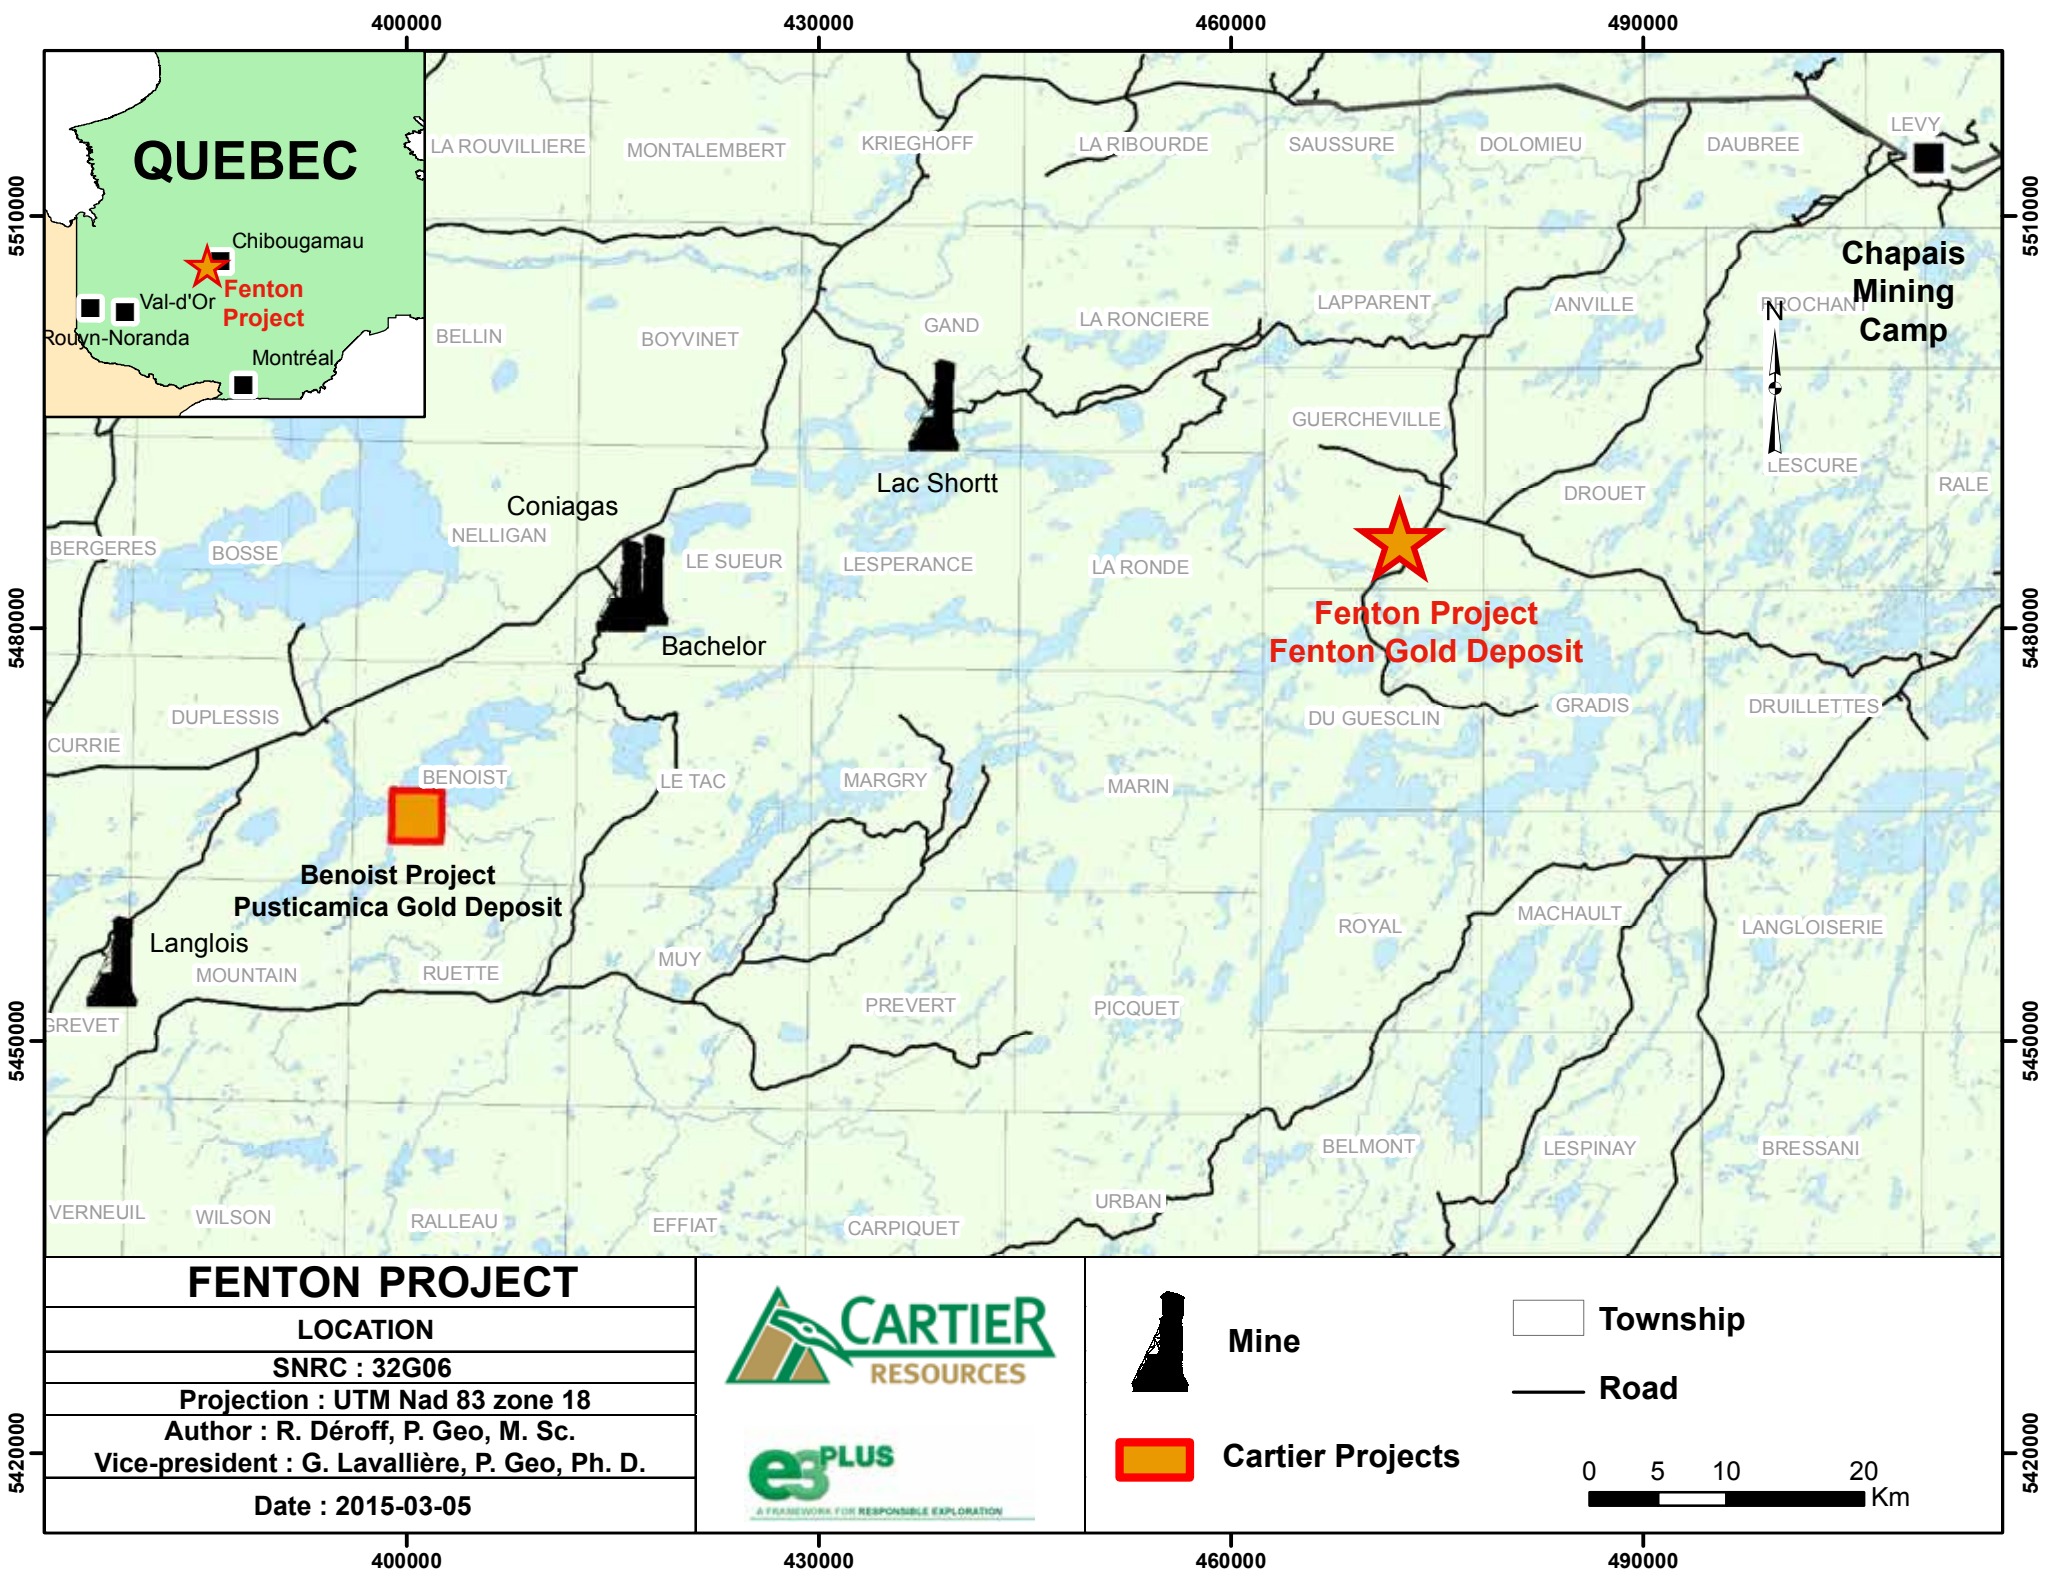 400000
430000
460000
490000
5510000
5480000
5450000
5420000
QUEBEC
Chibougamau
Fenton
Project
Val-d'Or
Rouyn-Noranda
Montréal
LA ROUVILLIERE
MONTALEMBERT
KRIEGHOFF
LA RIBOURDE
SAUSSURE
DOLOMIEU
DAUBREE
LEVY
Chapais
Mining
Camp
BELLIN
BOYVINET
GAND
LA RONCIERE
LAPPARENT
ANVILLE
BROCHANT
N
GUERCHEVILLE
Lac Shortt
Coniagas
LESCURE
DROUET
RALE
BERGERES
BOSSE
NELLIGAN
LE SUEUR
LESPERANCE
LA RONDE
Fenton Project
Fenton Gold Deposit
Bachelor
DUPLESSIS
CURRIE
DU GUESCLIN
GRADIS
DRUILLETTES
BENOIST
LE TAC
MARGRY
MARIN
Benoist Project
Pusticamica Gold Deposit
Langlois
MOUNTAIN
RUETTE
MUY
ROYAL
MACHAULT
LANGLOISERIE
GREVET
PREVERT
PICQUET
BELMONT
LESPINAY
BRESSANI
VERNEUIL
WILSON
RALLEAU
EFFIAT
CARPIQUET
URBAN
FENTON PROJECT
LOCATION
SNRC : 32G06
Projection : UTM Nad 83 zone 18
Author : R. Déroff, P. Geo, M. Sc.
Vice-president : G. Lavallière, P. Geo, Ph. D.
Date : 2015-03-05
CARTIER
RESOURCES
e3 PLUS
A FRAMEWORK FOR RESPONSIBLE EXPLORATION
Mine
Cartier Projects
Township
Road
0 5 10 20
Km
5510000
5480000
5450000
5420000
400000
430000
460000
490000